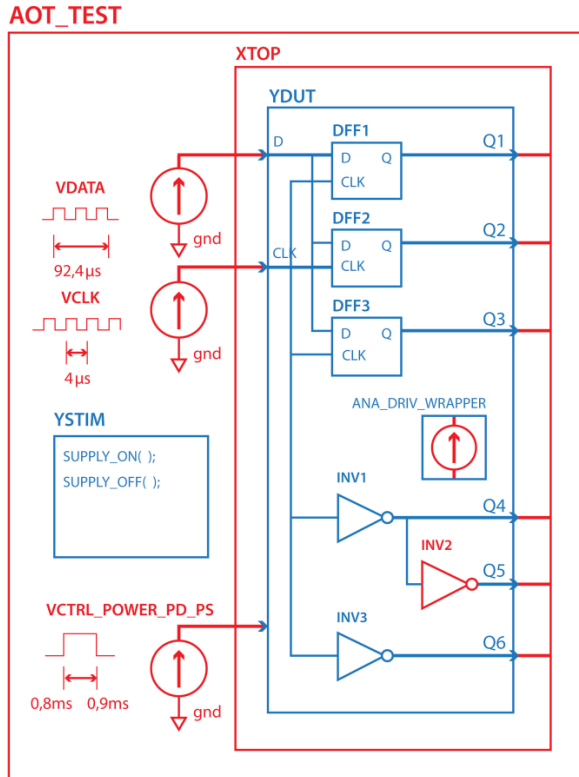 AOT_TEST
XTOP
YDUT
D
DFF1
D Q
CLK
Q1
VDATA
92,4µs
gnd
DFF2
D Q
CLK
Q2
CLK
VCLK
4µs
gnd
DFF3
D Q
CLK
Q3
ANA_DRIV_WRAPPER
YSTIM
SUPPLY_ON( );
SUPPLY_OFF( );
INV1
Q4
INV2
Q5
VCTRL_POWER_PD_PS
0,8ms 0,9ms
gnd
INV3
Q6